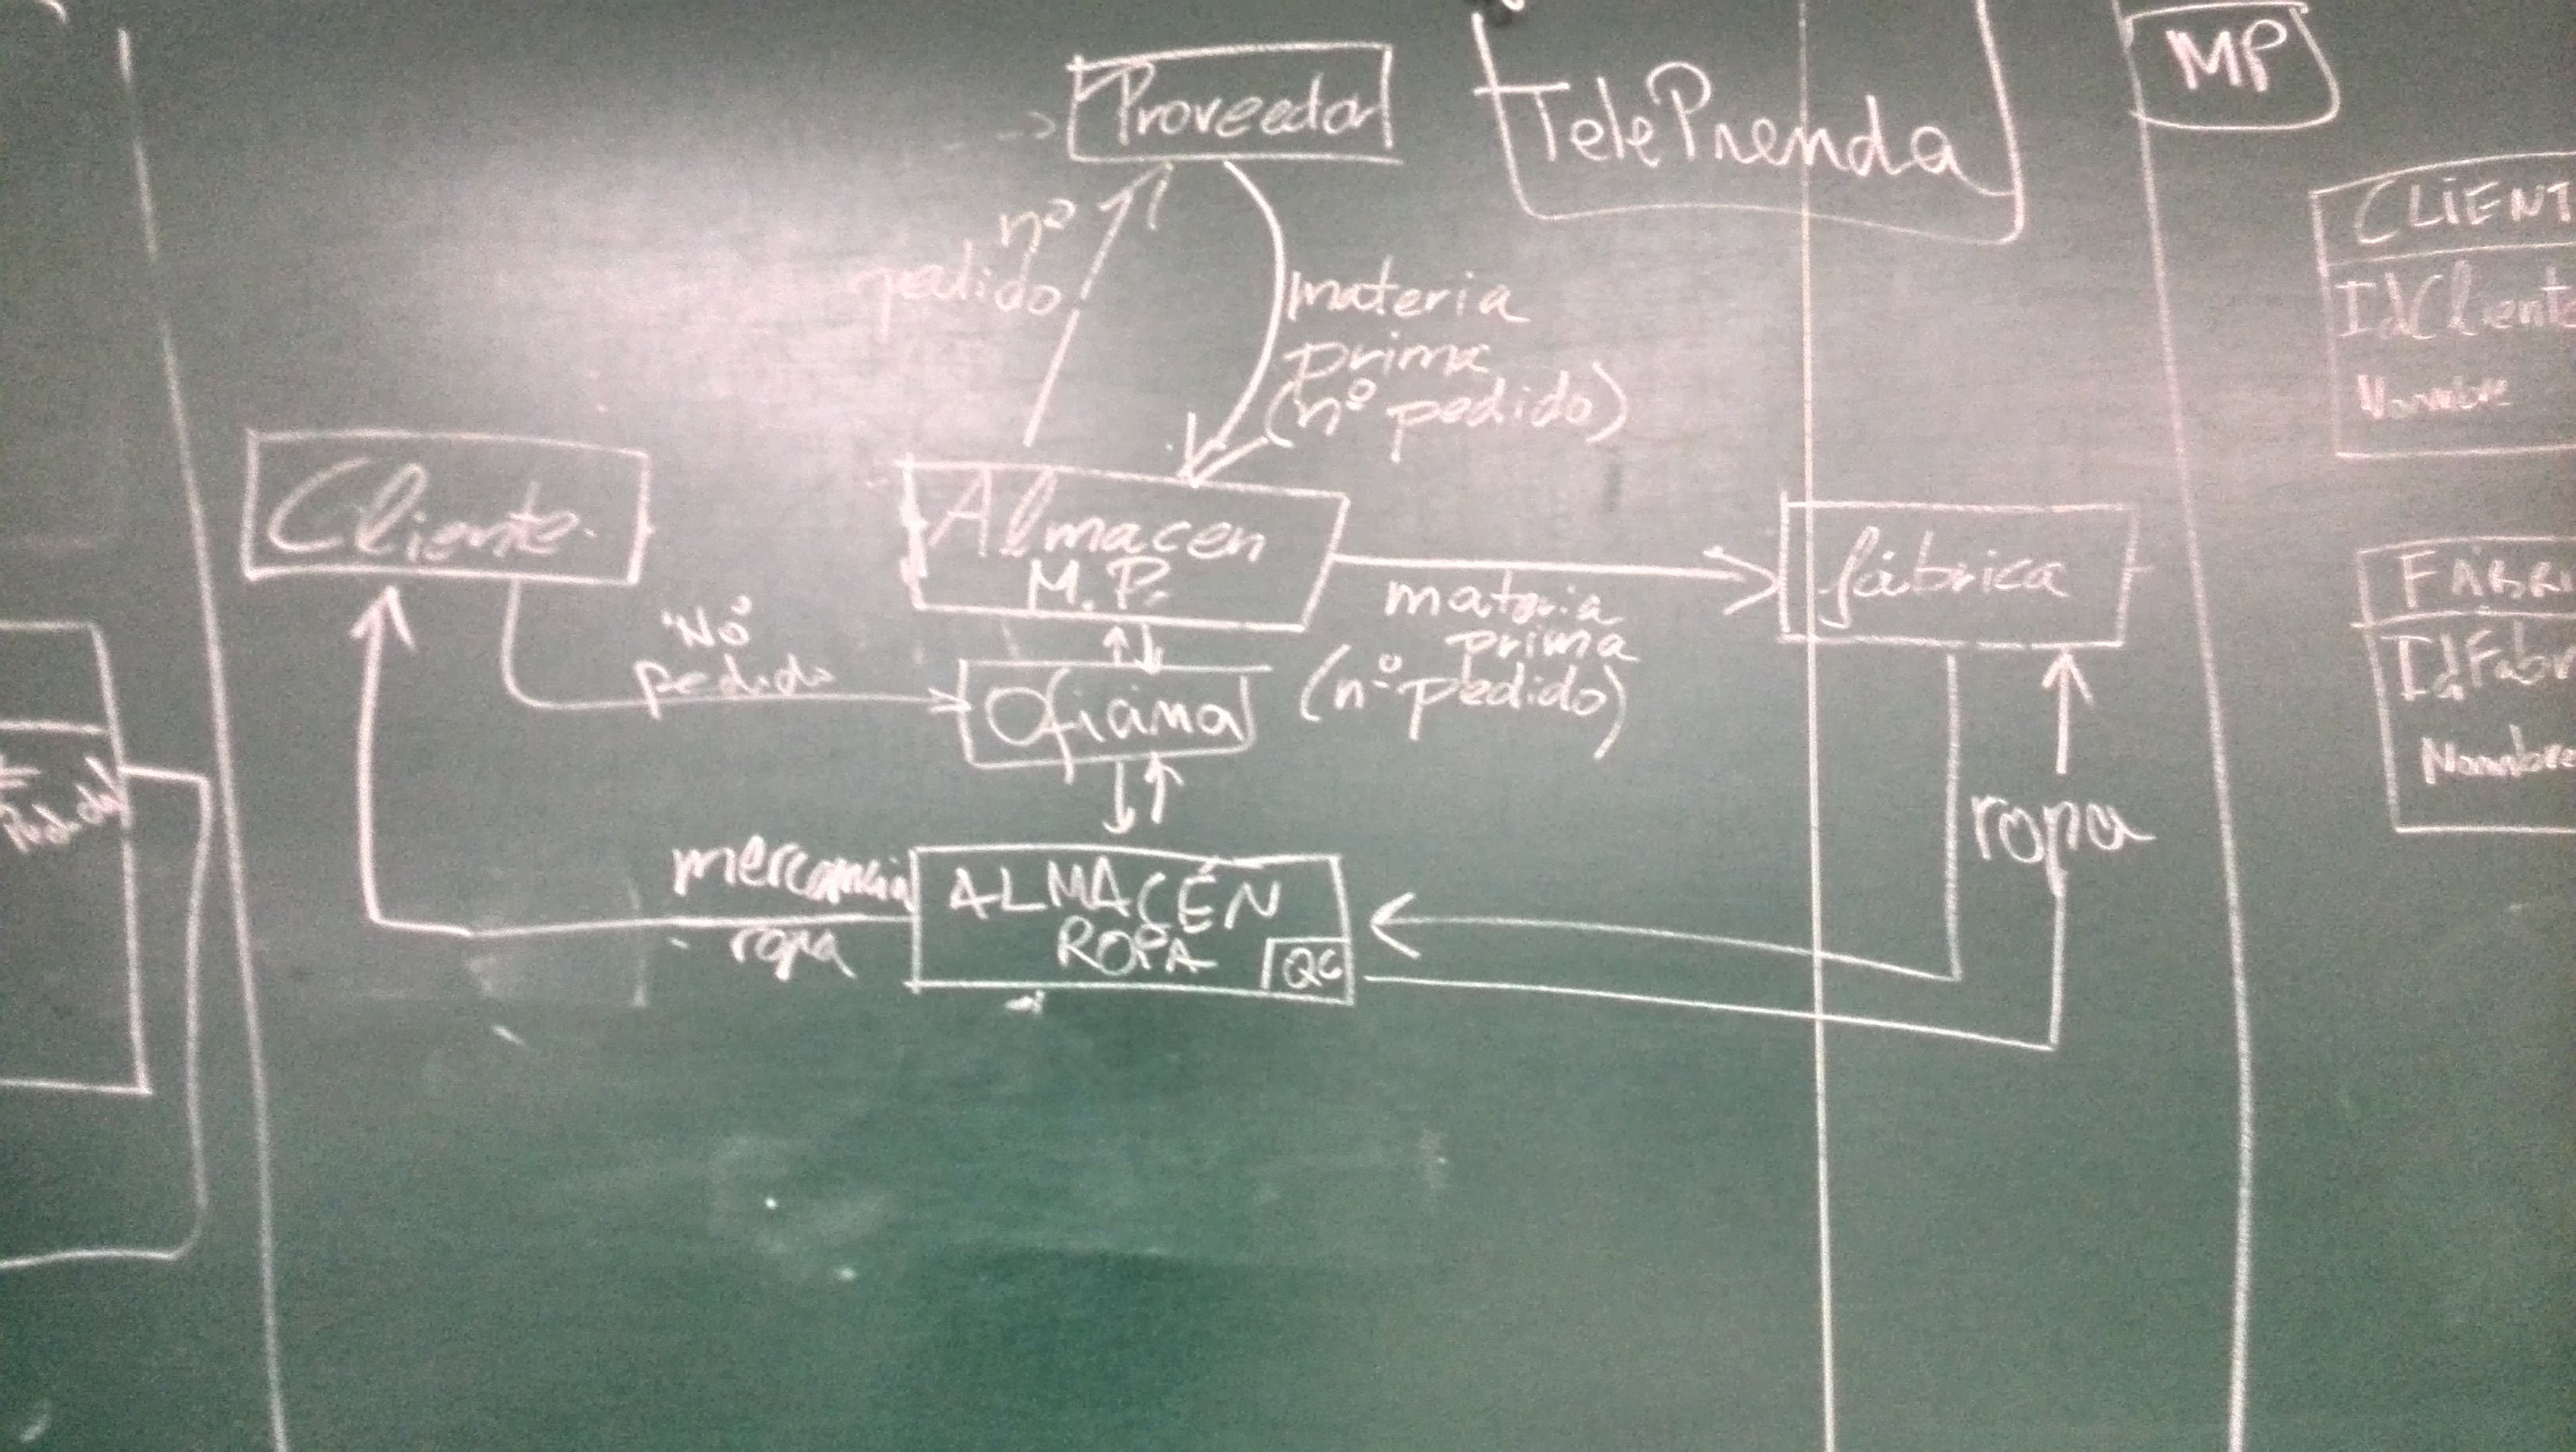 Proveedor
TelePrenda
MP
nº
pedido
materia
prima
(nº pedido)
CLIENT
IdCliente
Nombre
Cliente
Almacen
M.P.
fábrica
materia
prima
(nº pedido)
Nº
pedido
Oficina
FÁBRI
IdFabr
Nombre
ropa
mercancia
ropa
ALMACÉN
ROPA
QC